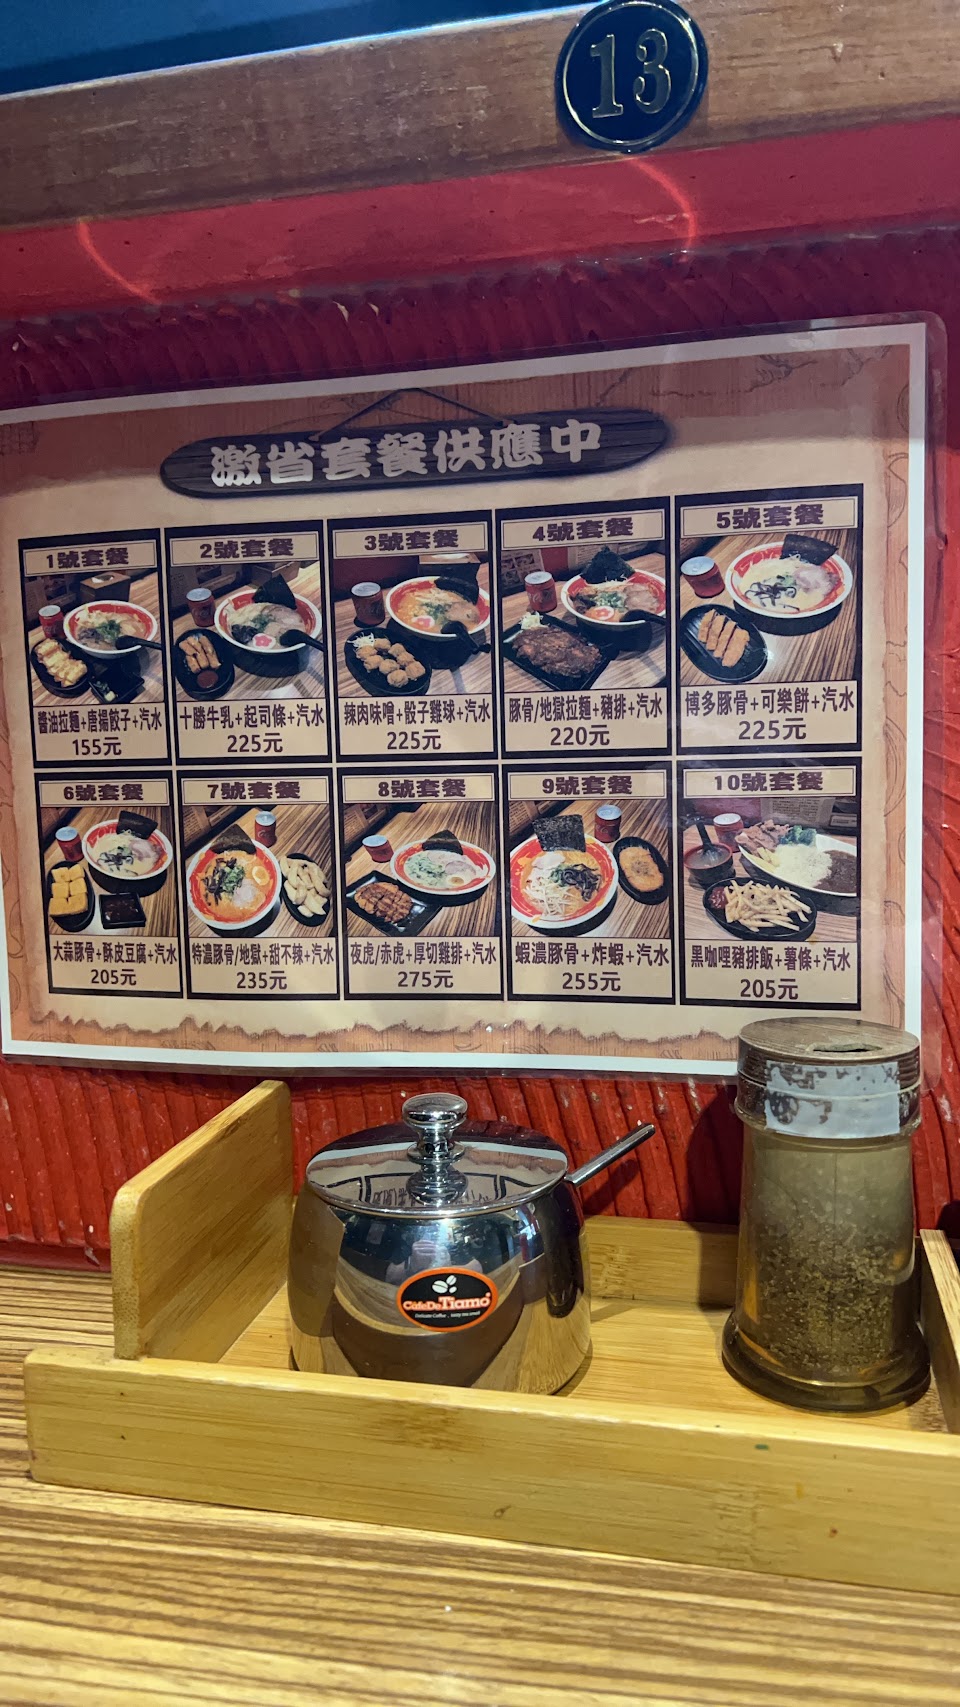 13
激省套餐供應中
1號套餐
醬油拉麵+唐揚餃子+汽水
155元
2號套餐
十勝牛乳+起司條+汽水
225元
3號套餐
辣肉味噌+骰子雞球+汽水
225元
4號套餐
豚骨/地獄拉麵+豬排+汽水
220元
5號套餐
博多豚骨+可樂餅+汽水
225元
6號套餐
大蒜豚骨+酥皮豆腐+汽水
205元
7號套餐
特濃豚骨/地獄+甜不辣+汽水
235元
8號套餐
夜虎/赤虎+厚切雞排+汽水
275元
9號套餐
蝦濃豚骨+炸蝦+汽水
255元
10號套餐
黑咖哩豬排飯+薯條+汽水
205元
CafeDeTiamo